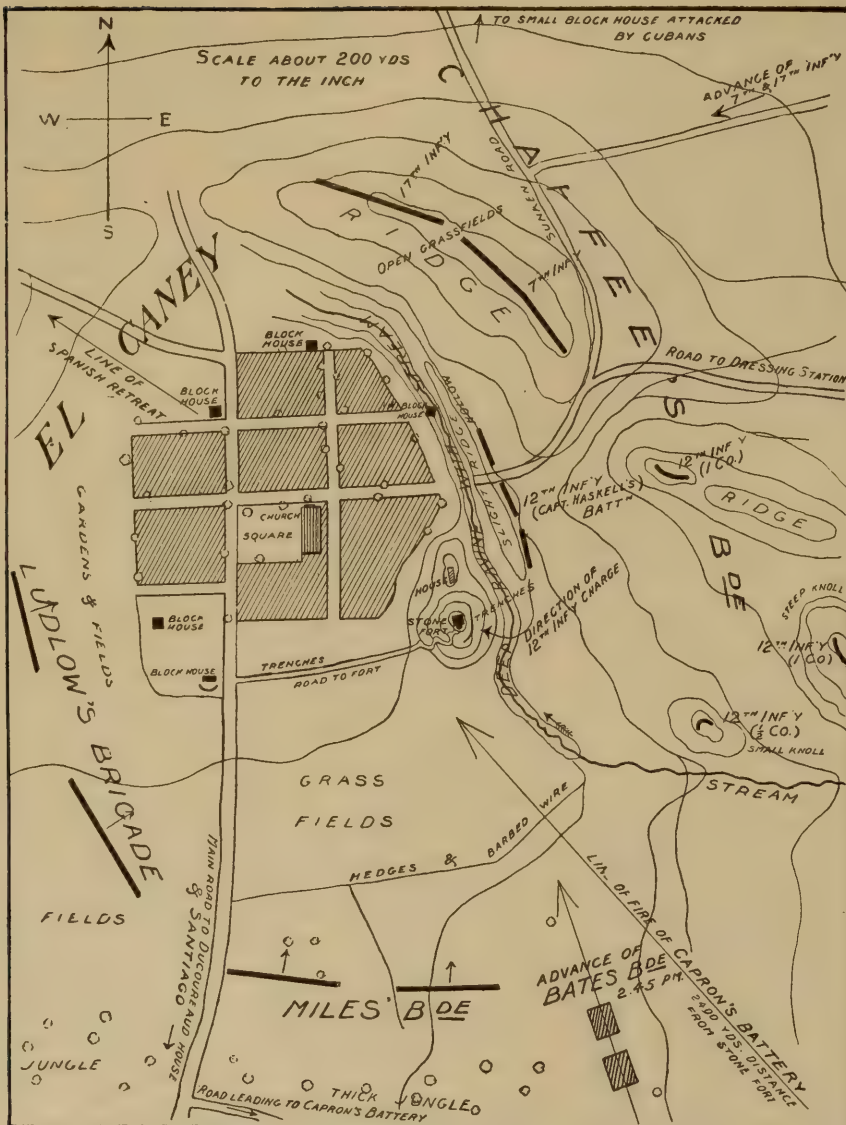 TO SMALL BLOCK HOUSE ATTACKED
BY CUBANS
N
SCALE ABOUT 200 YDS
TO THE INCH
W
E
S
ADVANCE OF
7TH & 17TH INF'Y
CHAFFEE'S BDE
SUNKEN ROAD
17TH INF'Y
RIDGE
OPEN GRASSFIELDS
7TH INF'Y
EL CANEY
LINE OF
SPANISH RETREAT
BLOCK
HOUSE
BLOCK
HOUSE
BLOCK
HOUSE
STREAM
HOLLOW
SLIGHT RIDGE
ROAD TO DRESSING STATION
12TH INF'Y
(1 CO.)
RIDGE
12TH INF'Y
(CAPT. HASKELL'S)
BATTN
GARDENS & FIELDS
CHURCH
SQUARE
HOUSE
STONE
FORT
TRENCHES
DIRECTION OF
12TH INF'Y CHARGE
DEEP RAVINE WITH
STEEP KNOLL
12TH INF'Y
(1 CO)
BLOCK
HOUSE
BLOCK HOUSE
TRENCHES
ROAD TO FORT
LUDLOW'S BRIGADE
12TH INF'Y
(1/2 CO.)
SMALL KNOLL
STREAM
GRASS
FIELDS
HEDGES & BARBED WIRE
FIELDS
MAIN ROAD TO DUCOUREAUD HOUSE
& SANTIAGO
LINE OF FIRE OF CAPRON'S BATTERY
2400 YDS. DISTANCE
FROM STONE FORT
ADVANCE OF
BATES BDE
2.45 P.M.
MILES' BDE
JUNGLE
THICK JUNGLE
ROAD LEADING TO CAPRON'S BATTERY